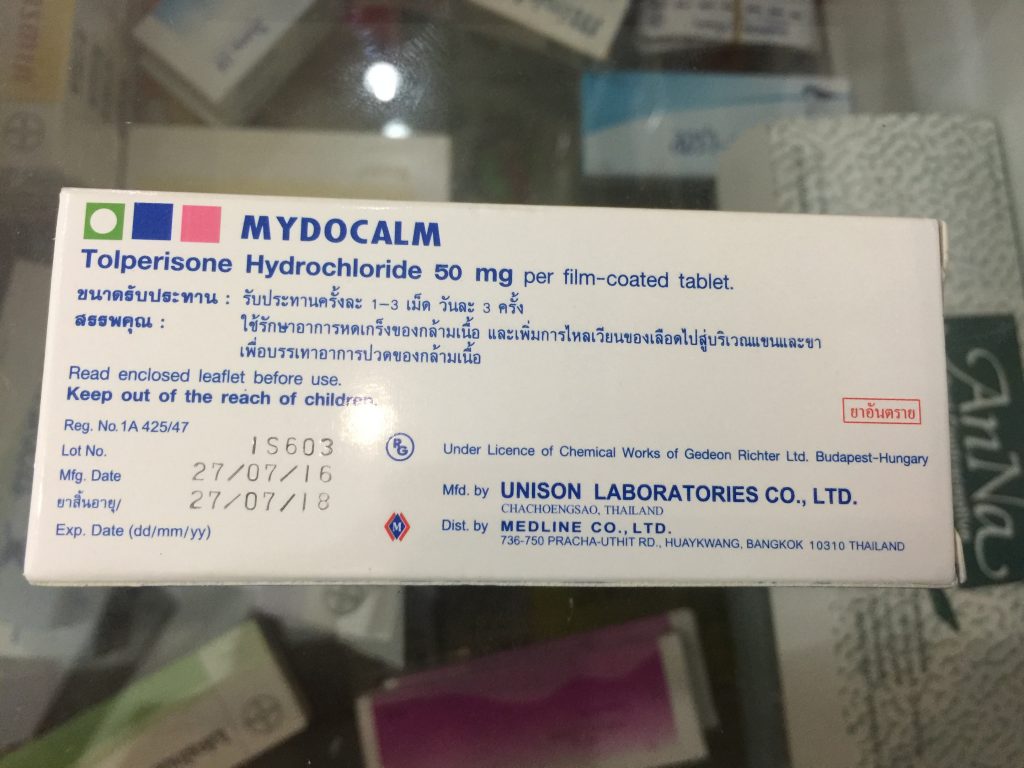 MYDOCALM
Tolperisone Hydrochloride 50 mg per film-coated tablet.
ขนาดรับประทาน : รับประทานครั้งละ 1-3 เม็ด วันละ 3 ครั้ง
สรรพคุณ : ใช้รักษาอาการหดเกร็งของกล้ามเนื้อ และเพิ่มการไหลเวียนของเลือดไปสู่บริเวณแขนและขา
เพื่อบรรเทาอาการปวดของกล้ามเนื้อ
Read enclosed leaflet before use.
Keep out of the reach of children.
ยาอันตราย
Reg. No. 1A 425/47
Lot No. 1S603
Mfg. Date 27/07/16
ยาสิ้นอายุ/ 27/07/18
Exp. Date (dd/mm/yy)
RG Under Licence of Chemical Works of Gedeon Richter Ltd. Budapest-Hungary
Mfd. by UNISON LABORATORIES CO., LTD.
CHACHOENGSAO, THAILAND
M Dist. by MEDLINE CO., LTD.
736-750 PRACHA-UTHIT RD., HUAYKWANG, BANGKOK 10310 THAILAND
AriNa